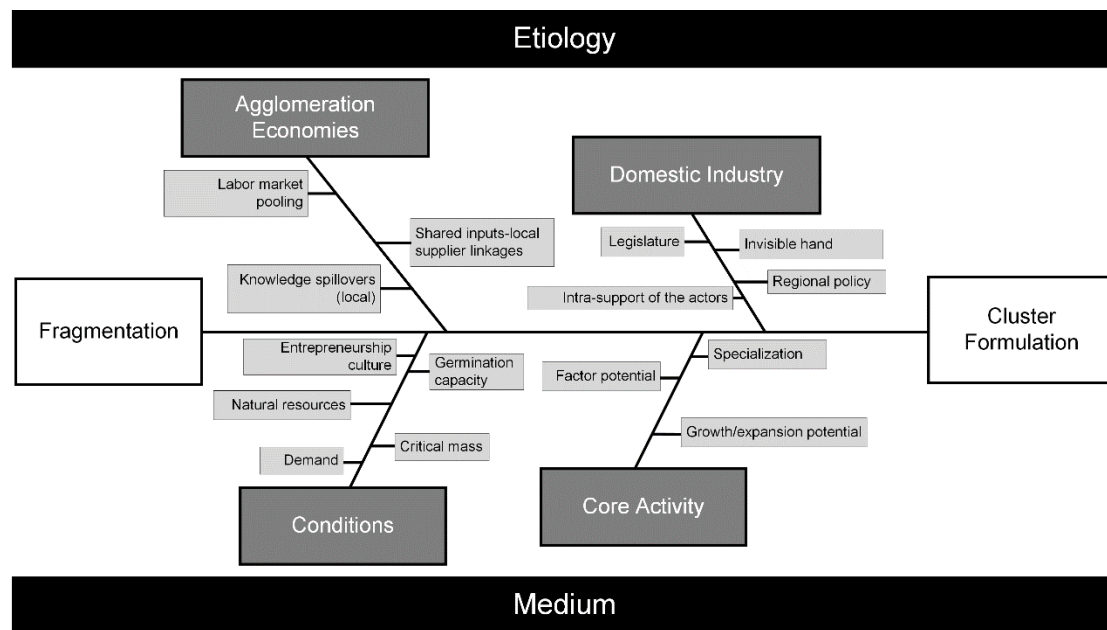 Etiology
Agglomeration
Economies
Labor market
pooling
Shared inputs-local
supplier linkages
Knowledge spillovers
(local)
Domestic Industry
Legislature
Invisible hand
Regional policy
Intra-support of the actors
Fragmentation
Cluster
Formulation
Entrepreneurship
culture
Germination
capacity
Natural resources
Critical mass
Demand
Conditions
Specialization
Factor potential
Growth/expansion potential
Core Activity
Medium